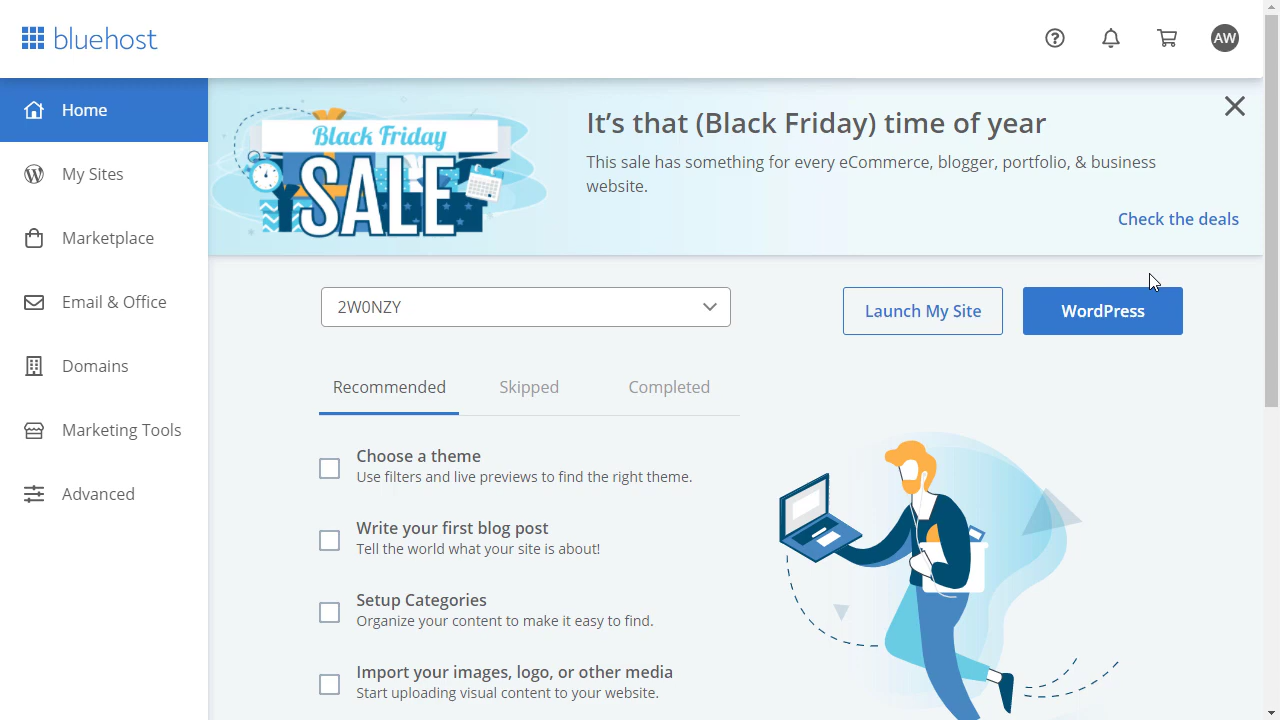 bluehost
AW
Home
My Sites
Marketplace
Email & Office
Domains
Marketing Tools
Advanced
Black Friday
SALE
It's that (Black Friday) time of year
This sale has something for every eCommerce, blogger, portfolio, & business
website.
Check the deals
2W0NZY
Launch My Site
WordPress
Recommended
Skipped
Completed
Choose a theme
Use filters and live previews to find the right theme.
Write your first blog post
Tell the world what your site is about!
Setup Categories
Organize your content to make it easy to find.
Import your images, logo, or other media
Start uploading visual content to your website.